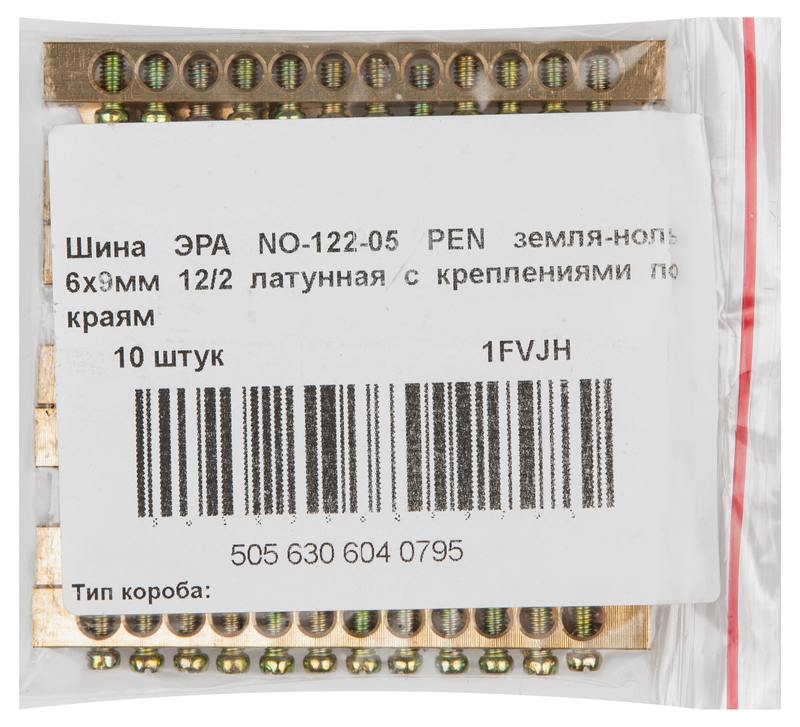 Шина ЭРА NO-122-05 PEN земля-ноль
6х9мм 12/2 латунная с креплениями по
краям
10 штук 1FVJH
505 630 604 0795
Тип короба: